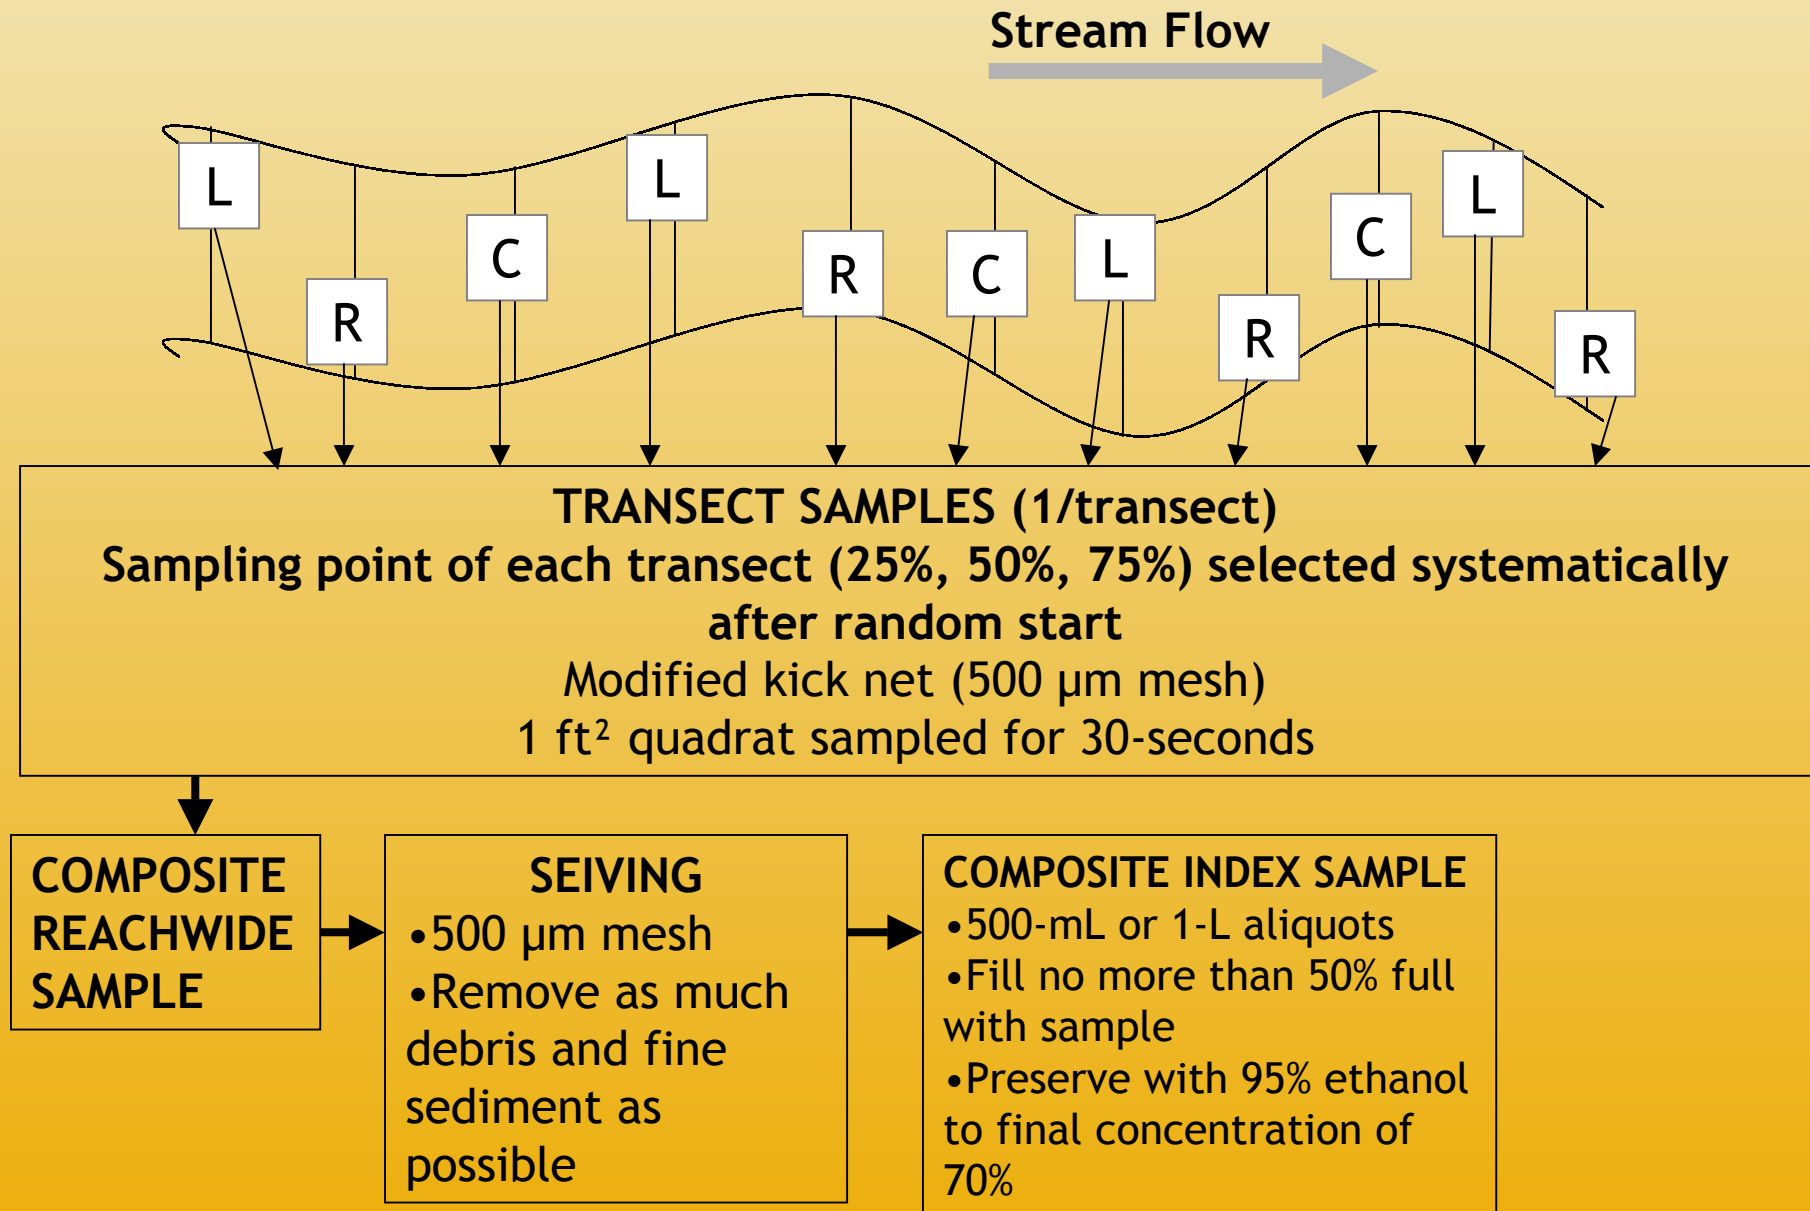 Stream Flow
L
R
C
L
R
C
L
R
C
L
R
TRANSECT SAMPLES (1/transect)
Sampling point of each transect (25%, 50%, 75%) selected systematically
after random start
Modified kick net (500 µm mesh)
1 ft² quadrat sampled for 30-seconds
COMPOSITE
REACHWIDE
SAMPLE
SEIVING
•500 µm mesh
•Remove as much
debris and fine
sediment as
possible
COMPOSITE INDEX SAMPLE
•500-mL or 1-L aliquots
•Fill no more than 50% full
with sample
•Preserve with 95% ethanol
to final concentration of
70%